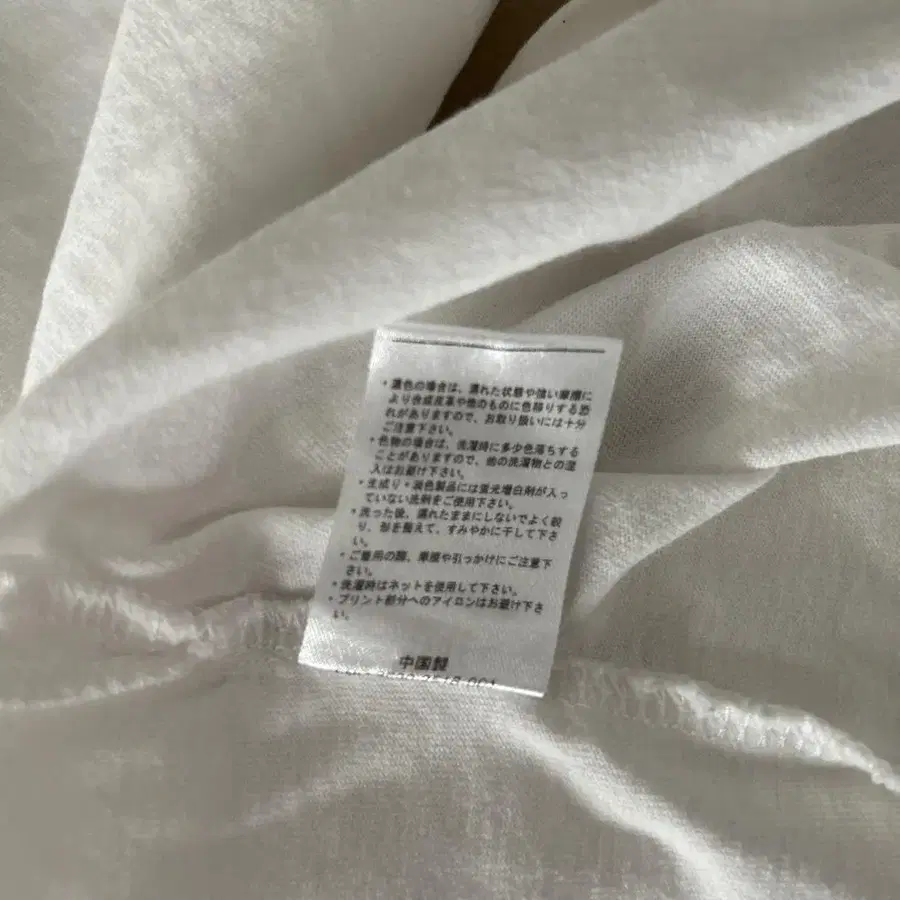 ・濃色の場合は、濡れた状態や強い摩擦に
より合成皮革や他のものに色移りする恐
れがありますので、お取り扱いには十分
ご注意下さい。
・色物の場合は、洗濯時に多少色落ちする
ことがありますので、他の洗濯物との混
入はお避け下さい。
・生成り・淡色製品には蛍光増白剤が入っ
ていない洗剤をご使用下さい。
・洗った後、濡れたままにしないでよく絞
り、形を整えて、すみやかに干して下さ
い。
・ご着用の際、摩擦や引っかけにご注意下
さい。
・洗濯時はネットを使用して下さい。
・プリント部分へのアイロンはお避け下さ
い。
中国製